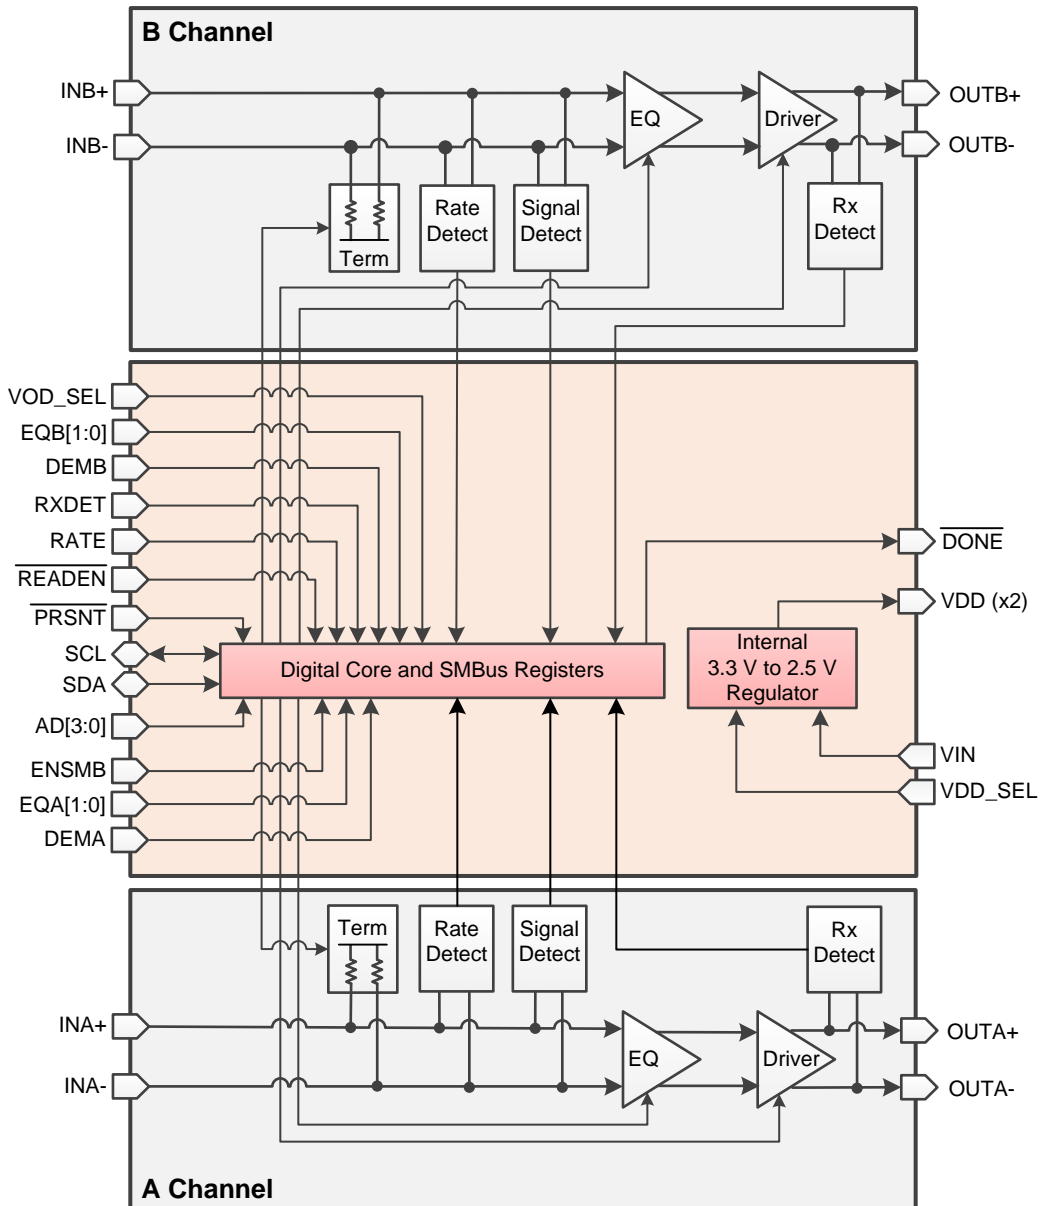 B Channel
INB+
INB-
EQ
Driver
OUTB+
OUTB-
Term
Rate
Detect
Signal
Detect
Rx
Detect
VOD_SEL
EQB[1:0]
DEMB
RXDET
RATE
READEN
PRSNT
SCL
SDA
AD[3:0]
ENSMB
EQA[1:0]
DEMA
Digital Core and SMBus Registers
DONE
VDD (x2)
Internal
3.3 V to 2.5 V
Regulator
VIN
VDD_SEL
Term
Rate
Detect
Signal
Detect
Rx
Detect
INA+
INA-
EQ
Driver
OUTA+
OUTA-
A Channel